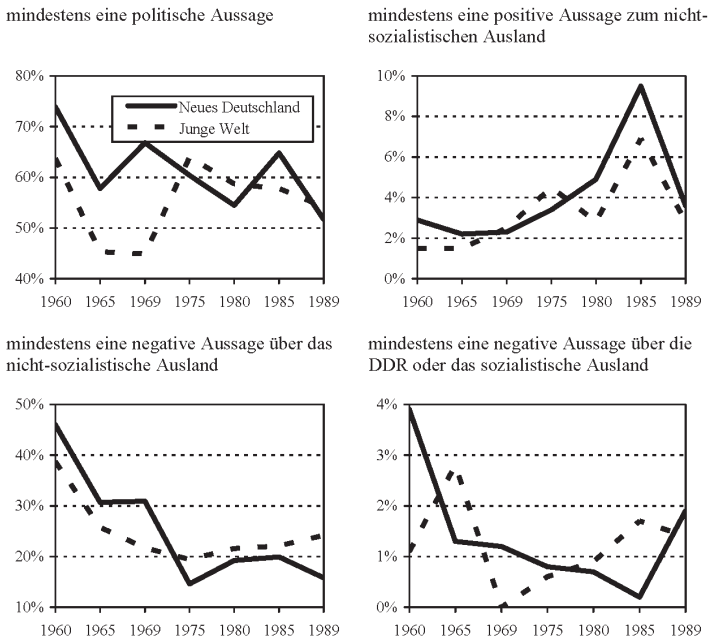 mindestens eine politische Aussage
mindestens eine positive Aussage zum nicht-
sozialistischen Ausland
80%
70%
60%
50%
40%
Neues Deutschland
Junge Welt
1960 1965 1969 1975 1980 1985 1989
10%
8%
6%
4%
2%
0%
1960 1965 1969 1975 1980 1985 1989
mindestens eine negative Aussage über das
nicht-sozialistische Ausland
mindestens eine negative Aussage über die
DDR oder das sozialistische Ausland
50%
40%
30%
20%
10%
1960 1965 1969 1975 1980 1985 1989
4%
3%
2%
1%
0%
1960 1965 1969 1975 1980 1985 1989